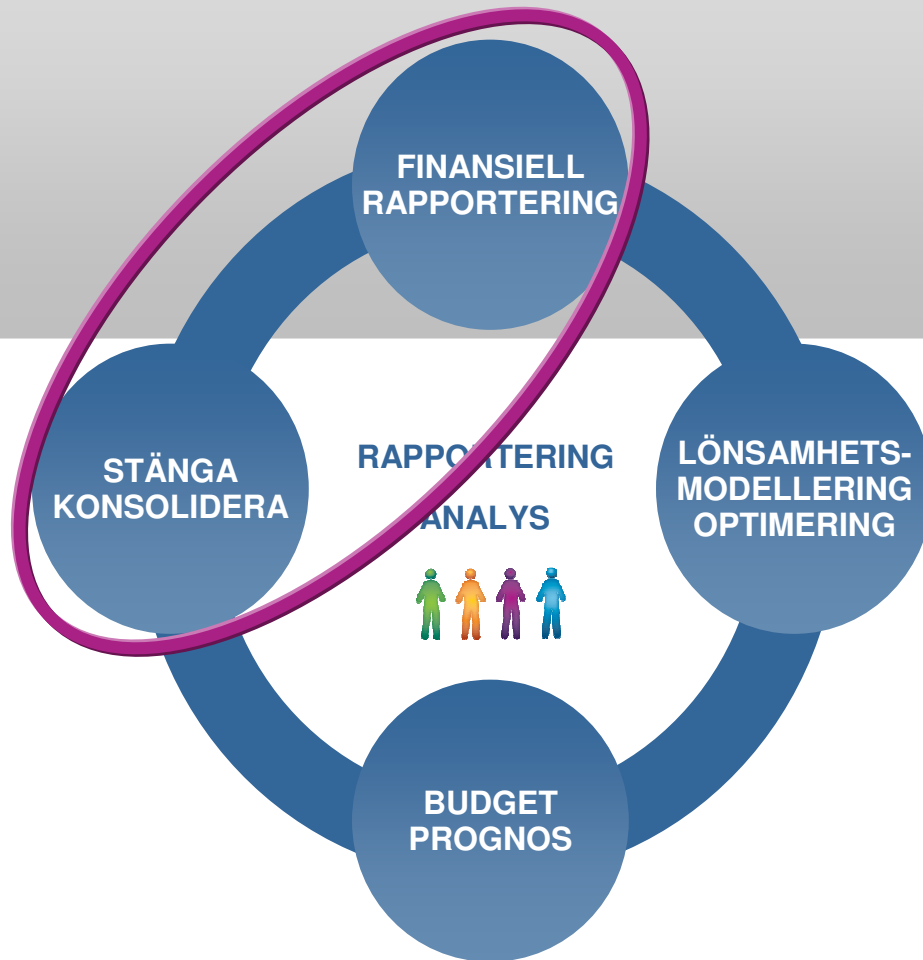 FINANSIELL
RAPPORTERING
STÄNGA
KONSOLIDERA
RAPPORTERING
ANALYS
LÖNSAMHETS-
MODELLERING
OPTIMERING
BUDGET
PROGNOS